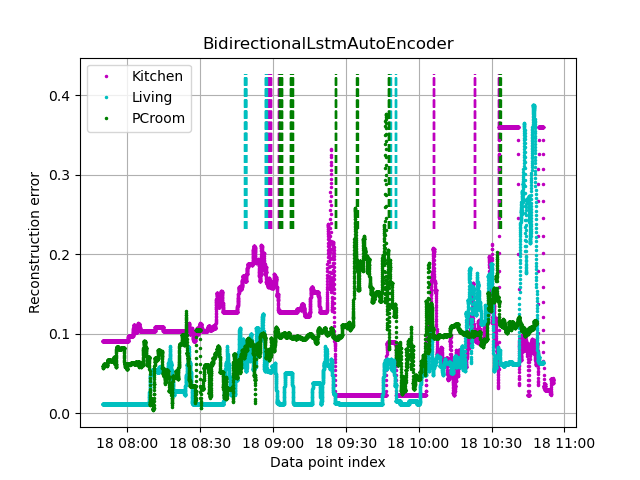 BidirectionalLstmAutoEncoder
Kitchen
Living
PCroom
Reconstruction error
0.4
0.3
0.2
0.1
0.0
18 08:00 18 08:30 18 09:00 18 09:30 18 10:00 18 10:30 18 11:00
Data point index